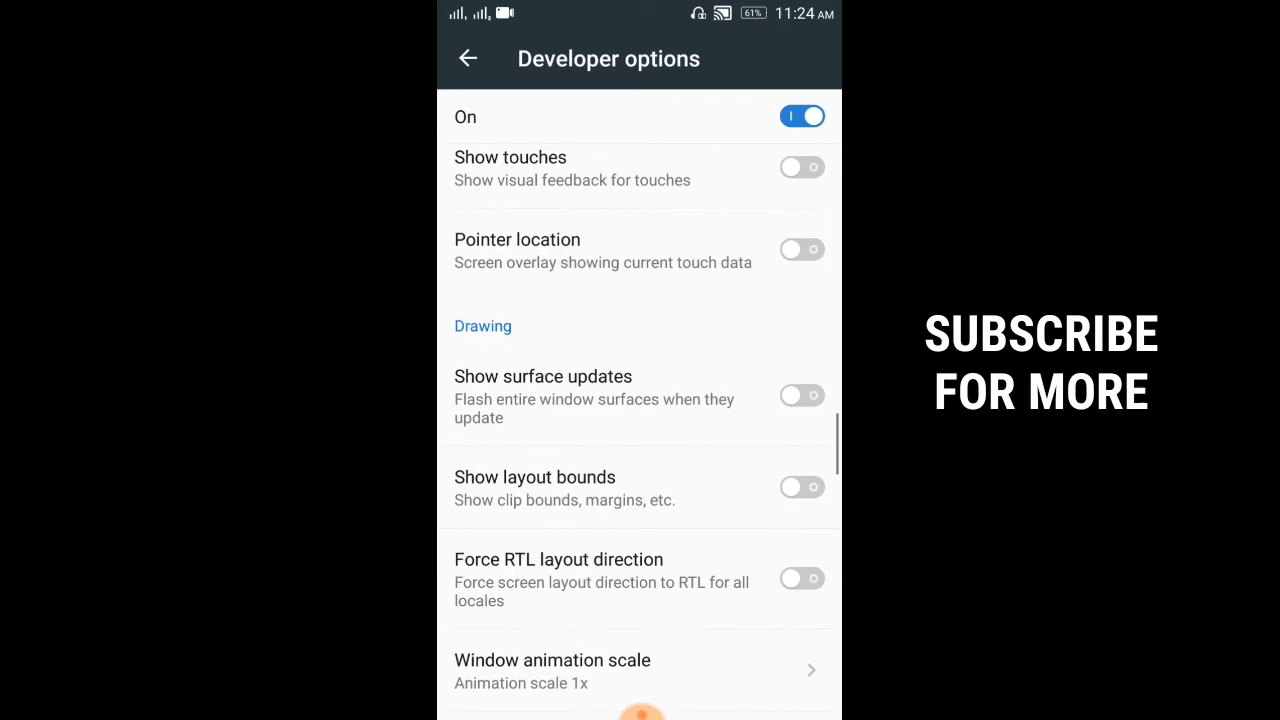 61% 11:24 AM
Developer options
On
Show touches
Show visual feedback for touches
Pointer location
Screen overlay showing current touch data
Drawing
Show surface updates
Flash entire window surfaces when they
update
Show layout bounds
Show clip bounds, margins, etc.
Force RTL layout direction
Force screen layout direction to RTL for all
locales
Window animation scale
Animation scale 1x
SUBSCRIBE
FOR MORE